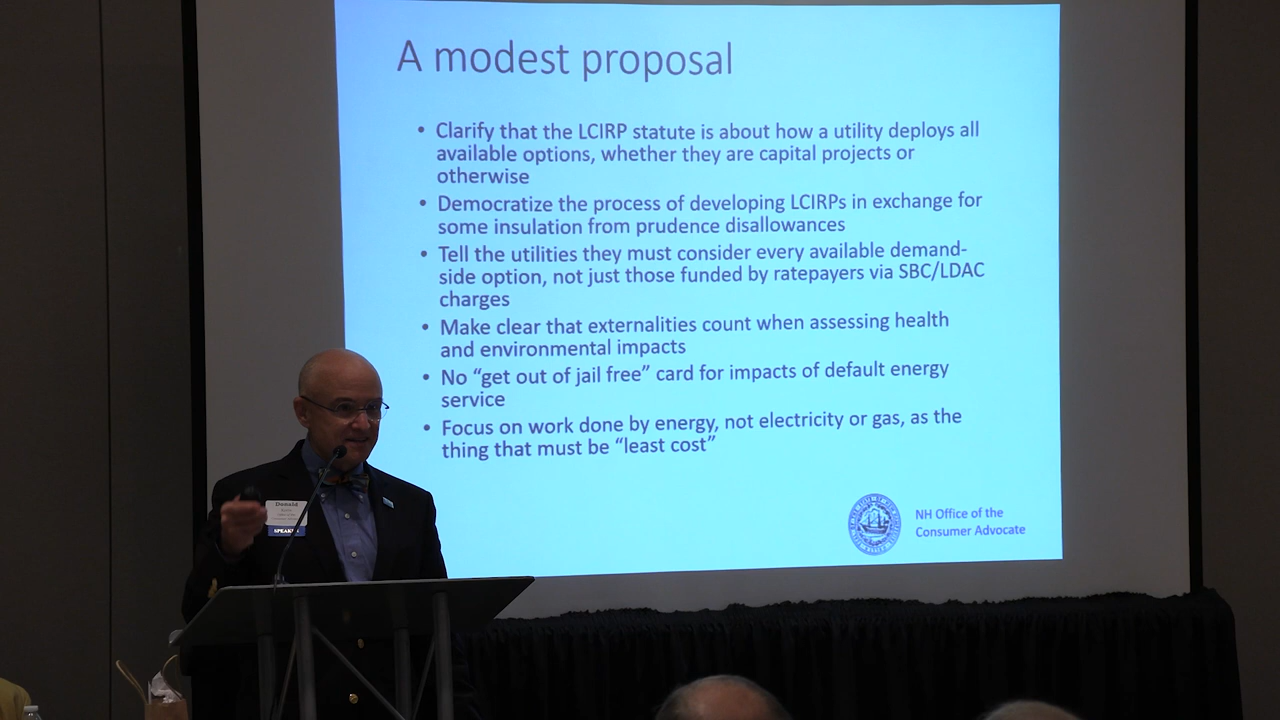 A modest proposal
• Clarify that the LCIRP statute is about how a utility deploys all
available options, whether they are capital projects or
otherwise
• Democratize the process of developing LCIRPs in exchange for
some insulation from prudence disallowances
• Tell the utilities they must consider every available demand-
side option, not just those funded by ratepayers via SBC/LDAC
charges
• Make clear that externalities count when assessing health
and environmental impacts
• No “get out of jail free” card for impacts of default energy
service
• Focus on work done by energy, not electricity or gas, as the
thing that must be “least cost”
NH Office of the
Consumer Advocate
Donald
SPEAKER